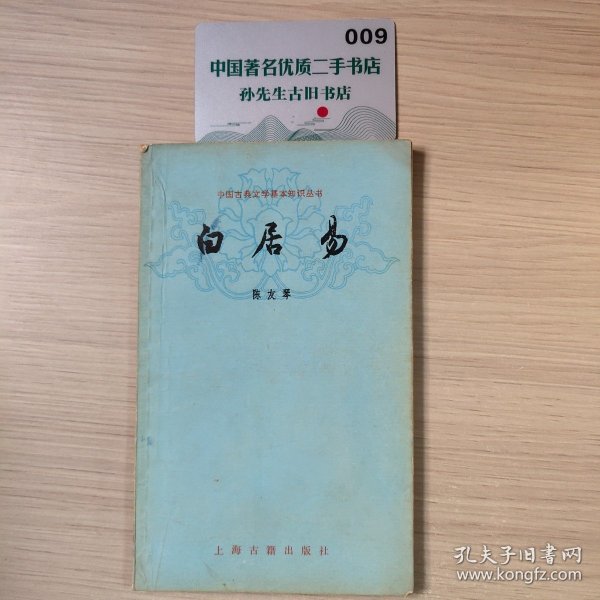 009
中国著名优质二手书店
孙先生古旧书店
中国古典文学基本知识丛书
白居易
陈友琴
上海古籍出版社
孔夫子旧书网
www.kongfz.com